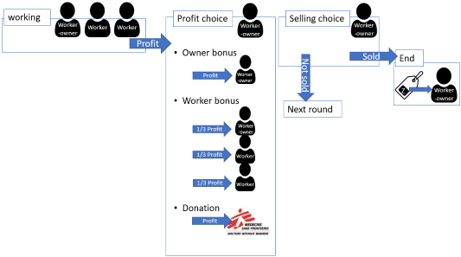 working
Worker
-owner
Worker
Worker
Profit
Profit choice
Worker
-owner
• Owner bonus
Profit
Worker
-owner
• Worker bonus
1/3 Profit
Worker
-owner
1/3 Profit
Worker
1/3 Profit
Worker
• Donation
Profit
MEDECINS
SANS FRONTIERES
DOCTORS WITHOUT BORDERS
Selling choice
Worker
-owner
Sold
Not sold
Next round
End
?
Worker
-owner